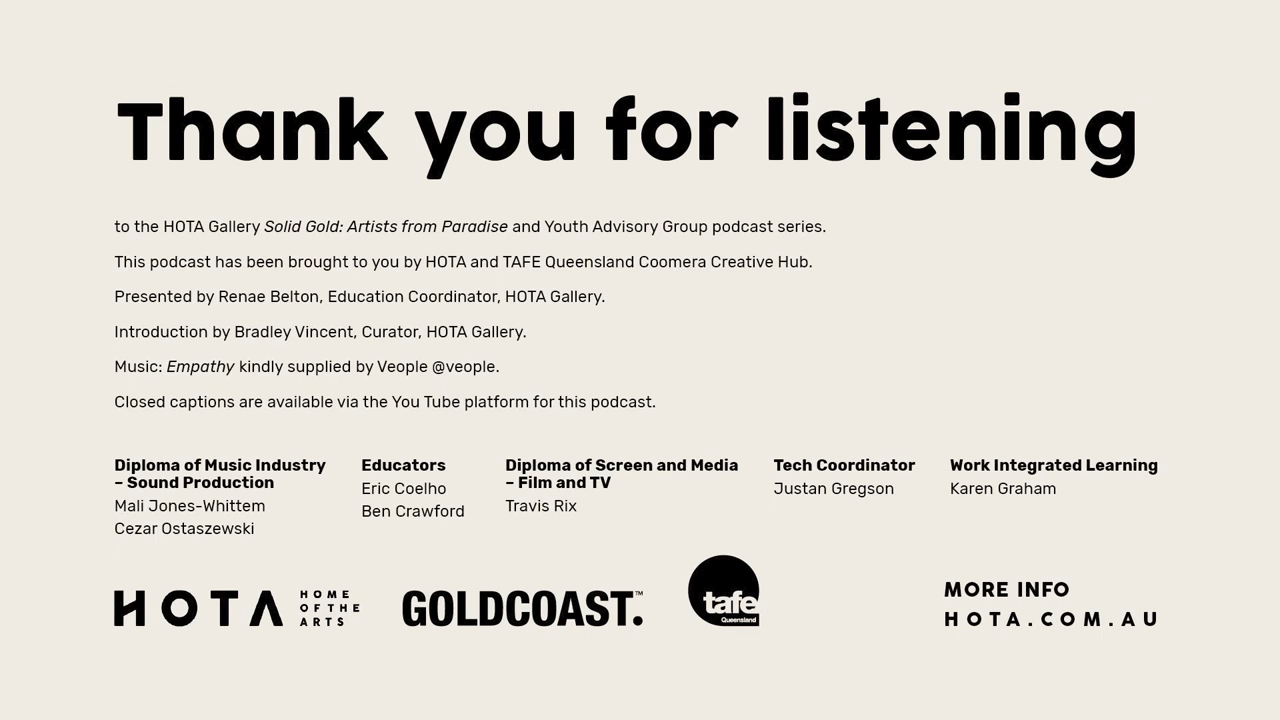 Thank you for listening
to the HOTA Gallery Solid Gold: Artists from Paradise and Youth Advisory Group podcast series.
This podcast has been brought to you by HOTA and TAFE Queensland Coomera Creative Hub.
Presented by Renae Belton, Education Coordinator, HOTA Gallery.
Introduction by Bradley Vincent, Curator, HOTA Gallery.
Music: Empathy kindly supplied by Veople @veople.
Closed captions are available via the You Tube platform for this podcast.
Diploma of Music Industry
– Sound Production
Mali Jones-Whittem
Cezar Ostaszewski
Educators
Eric Coelho
Ben Crawford
Diploma of Screen and Media
– Film and TV
Travis Rix
Tech Coordinator
Justan Gregson
Work Integrated Learning
Karen Graham
HOTA
HOME
OF THE
ARTS
GOLDCOAST.™
tafe
Queensland
MORE INFO
HOTA.COM.AU